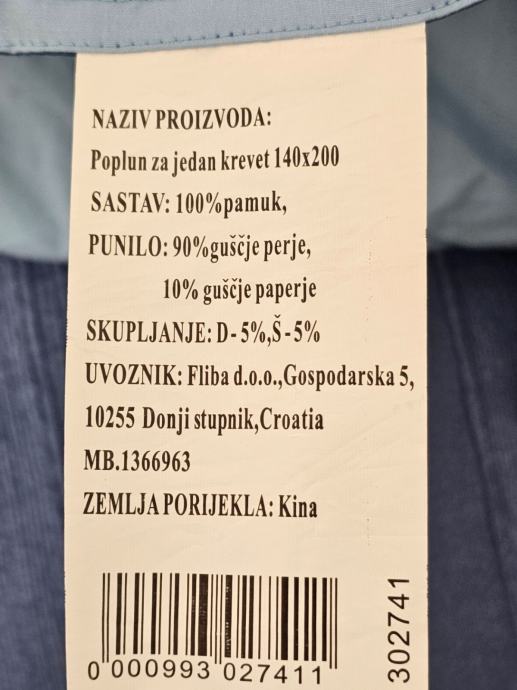 NAZIV PROIZVODA:
Poplun za jedan krevet 140x200
SASTAV: 100%pamuk,
PUNILO: 90%guščje perje,
10% guščje paperje
SKUPLJANJE: D-5%,Š-5%
UVOZNIK: Fliba d.o.o.,Gospodarska 5,
10255 Donji stupnik,Croatia
MB.1366963
ZEMLJA PORIJEKLA: Kina
0 000993 027411
302741